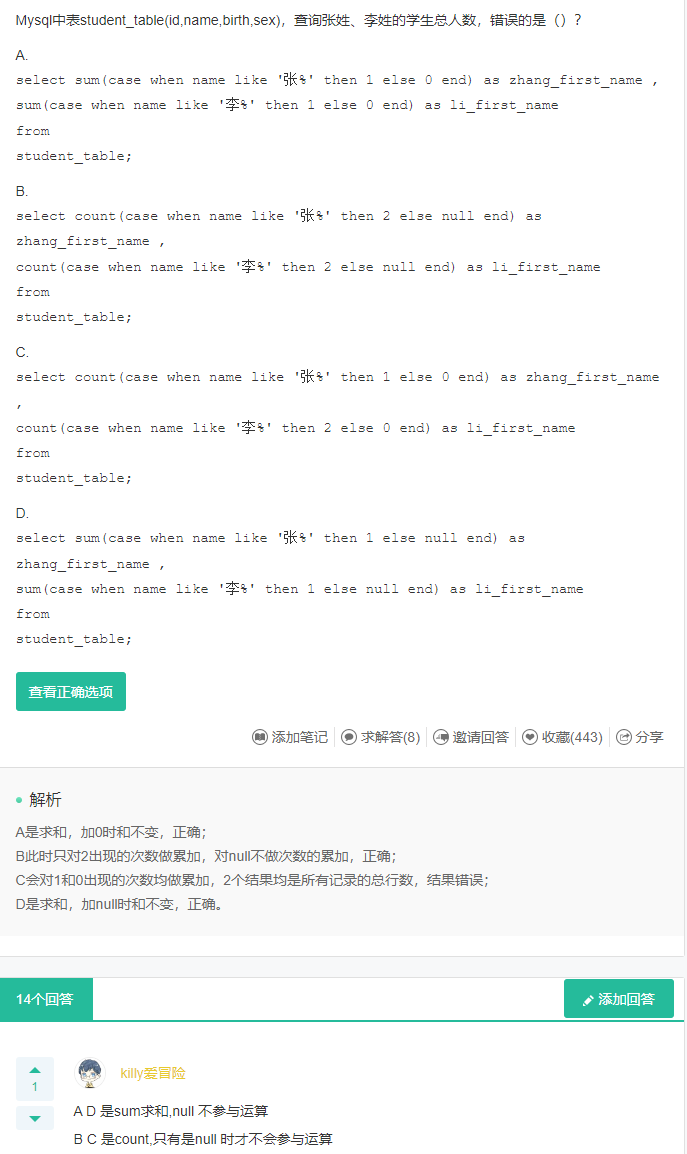 Mysql中表student_table(id,name,birth,sex)，查询张姓、李姓的学生总人数，错误的是（）？
A.
select sum(case when name like '张%' then 1 else 0 end) as zhang_first_name ,
sum(case when name like '李%' then 1 else 0 end) as li_first_name
from
student_table;
B.
select count(case when name like '张%' then 2 else null end) as
zhang_first_name ,
count(case when name like '李%' then 2 else null end) as li_first_name
from
student_table;
C.
select count(case when name like '张%' then 1 else 0 end) as zhang_first_name
,
count(case when name like '李%' then 2 else 0 end) as li_first_name
from
student_table;
D.
select sum(case when name like '张%' then 1 else null end) as
zhang_first_name ,
sum(case when name like '李%' then 1 else null end) as li_first_name
from
student_table;
查看正确选项
添加笔记 求解答(8) 邀请回答 收藏(443) 分享
解析
A是求和，加0时和不变，正确；
B此时只对2出现的次数做累加，对null不做次数的累加，正确；
C会对1和0出现的次数均做累加，2个结果均是所有记录的总行数，结果错误；
D是求和，加null时和不变，正确。
14个回答 添加回答
killy爱冒险
1
A D 是sum求和,null 不参与运算
B C 是count,只有是null 时才不会参与运算